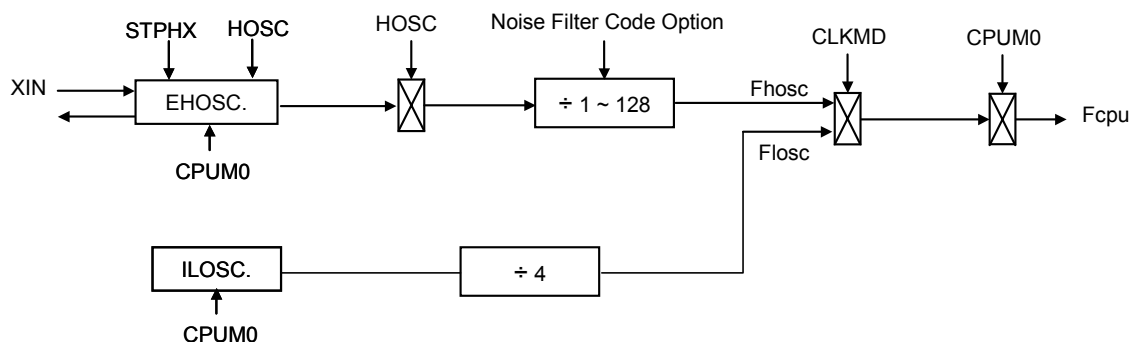 STPHX
HOSC
HOSC
Noise Filter Code Option
CLKMD
CPUM0
XIN
EHOSC.
÷ 1 ~ 128
Fhosc
Fcpu
Flosc
CPUM0
ILOSC.
÷ 4
CPUM0